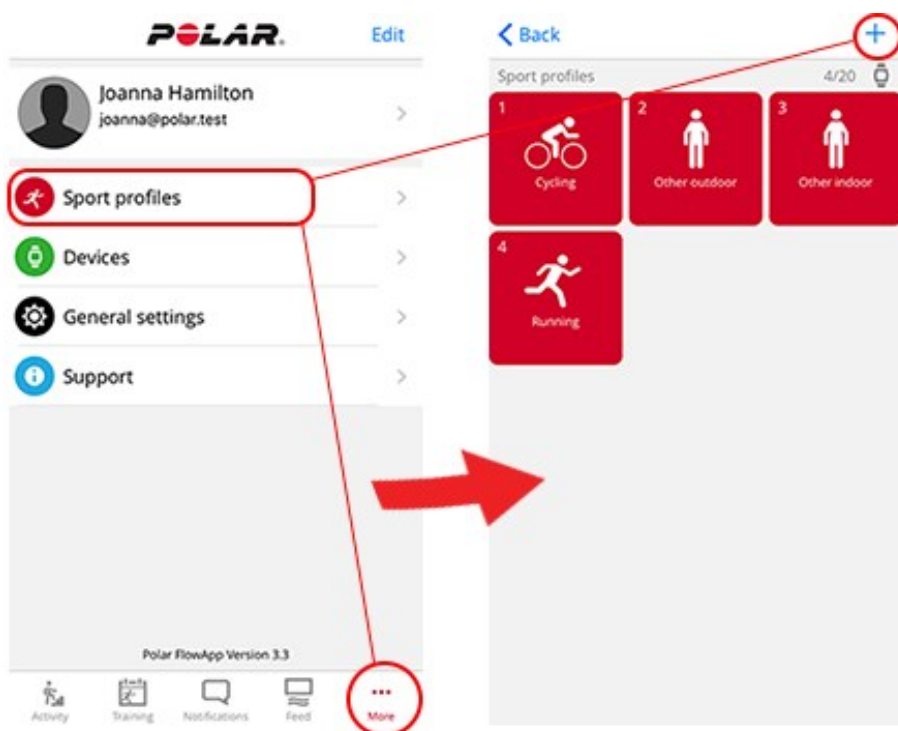 POLAR.
Edit
Joanna Hamilton
joanna@polar.test
Sport profiles
Devices
General settings
Support
Polar FlowApp Version 3.3
Activity
Training
Notifications
Feed
More
Back
Sport profiles
4/20
1
Cycling
2
Other outdoor
3
Other indoor
4
Running